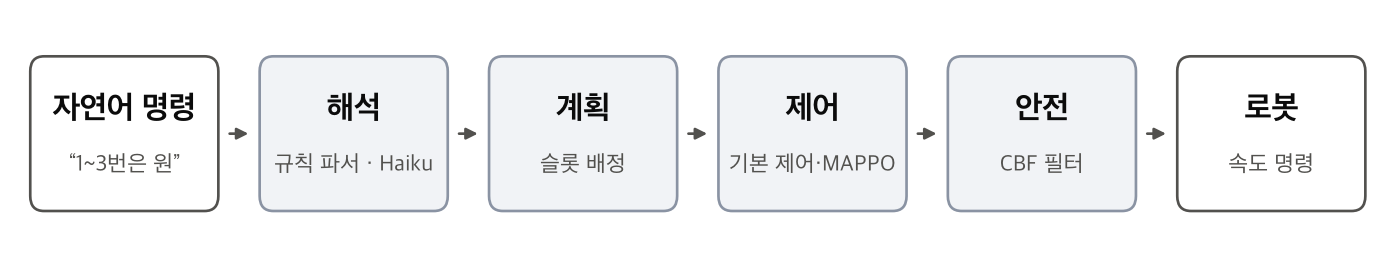 자연어 명령
“1~3번은 원”
해석
규칙 파서 · Haiku
계획
슬롯 배정
제어
기본 제어·MAPPO
안전
CBF 필터
로봇
속도 명령